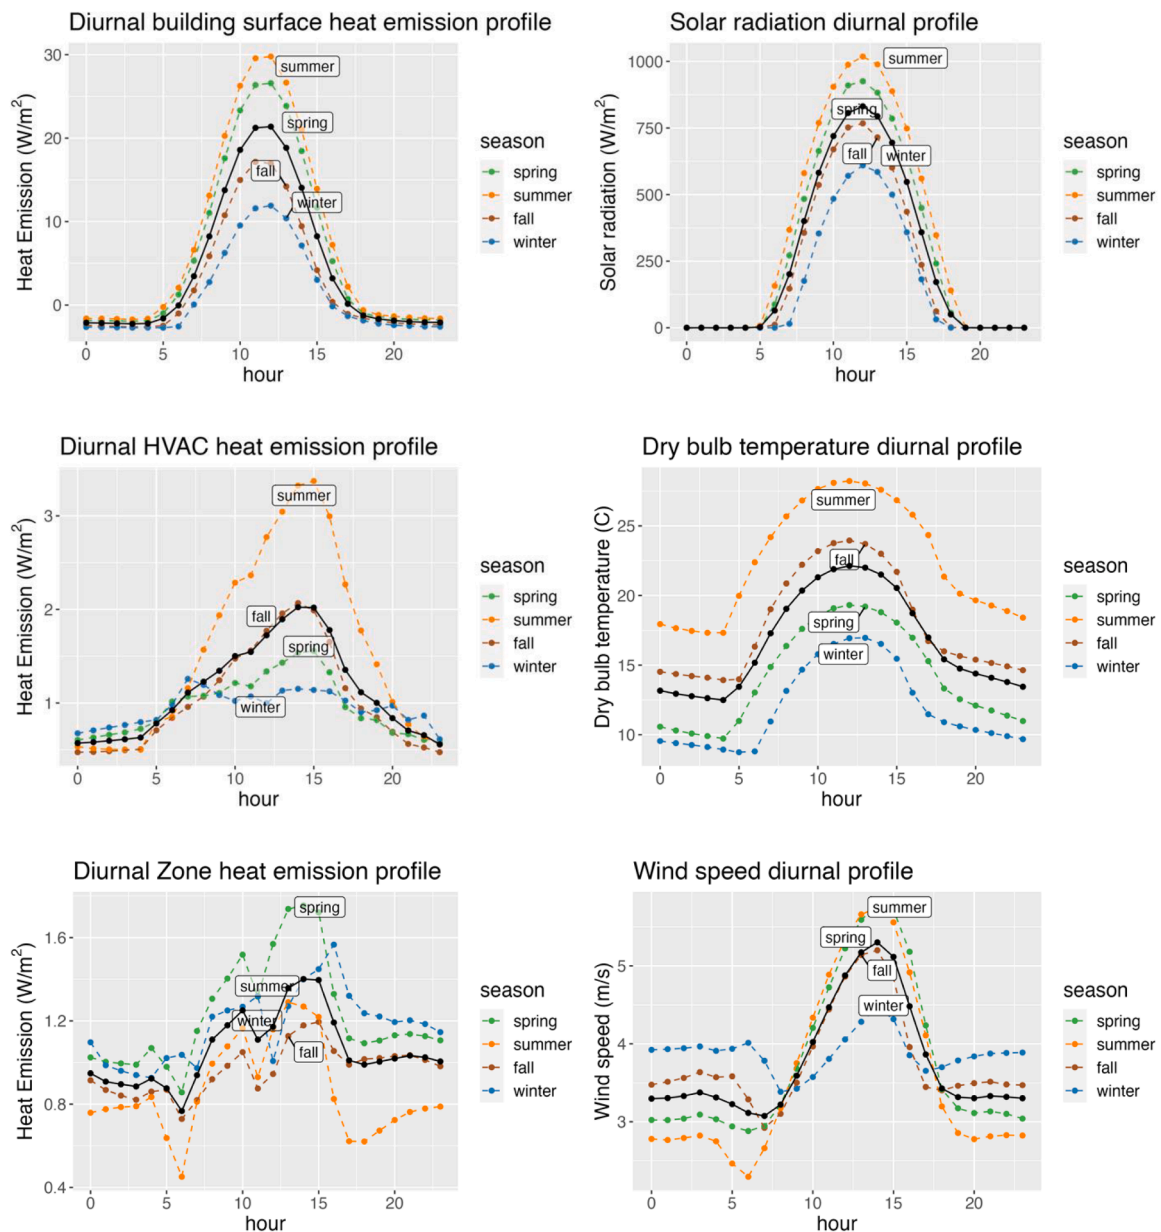 Diurnal building surface heat emission profile
Heat Emission (W/m²)
30
20
10
0
summer
spring
fall
winter
0 5 10 15 20
hour
season
spring
summer
fall
winter
Solar radiation diurnal profile
Solar radiation (W/m²)
1000
750
500
250
0
summer
spring
fall
winter
0 5 10 15 20
hour
season
spring
summer
fall
winter
Diurnal HVAC heat emission profile
Heat Emission (W/m²)
3
2
1
summer
fall
spring
winter
0 5 10 15 20
hour
season
spring
summer
fall
winter
Dry bulb temperature diurnal profile
Dry bulb temperature (C)
25
20
15
10
summer
fall
spring
winter
0 5 10 15 20
hour
season
spring
summer
fall
winter
Diurnal Zone heat emission profile
Heat Emission (W/m²)
1.6
1.2
0.8
0.4
spring
summer
winter
fall
0 5 10 15 20
hour
season
spring
summer
fall
winter
Wind speed diurnal profile
Wind speed (m/s)
5
4
3
summer
spring
fall
winter
0 5 10 15 20
hour
season
spring
summer
fall
winter